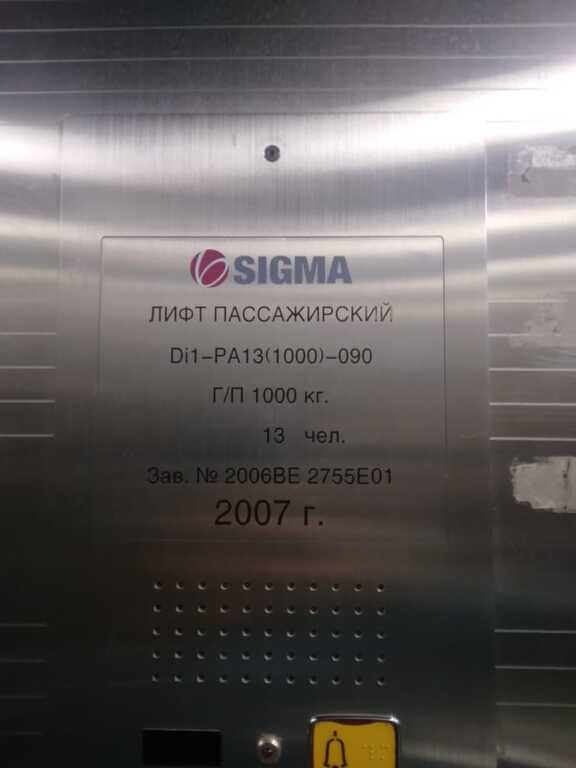 SIGMA
ЛИФТ ПАССАЖИРСКИЙ
Di1-PA13(1000)-090
Г/П 1000 кг.
13 чел.
Зав. № 2006BE 2755E01
2007 г.